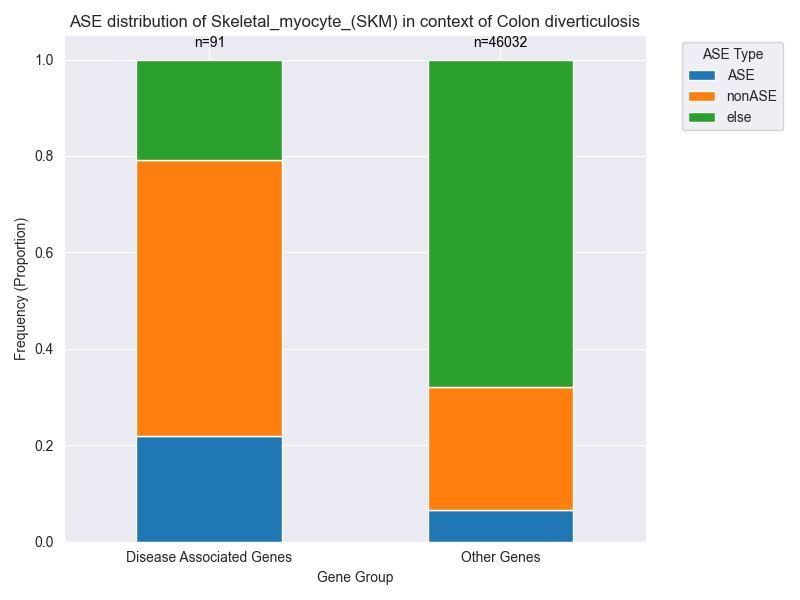 ASE distribution of Skeletal_myocyte_(SKM) in context of Colon diverticulosis
n=91
n=46032
ASE Type
ASE
nonASE
else
Frequency (Proportion)
1.0
0.8
0.6
0.4
0.2
0.0
Disease Associated Genes
Other Genes
Gene Group